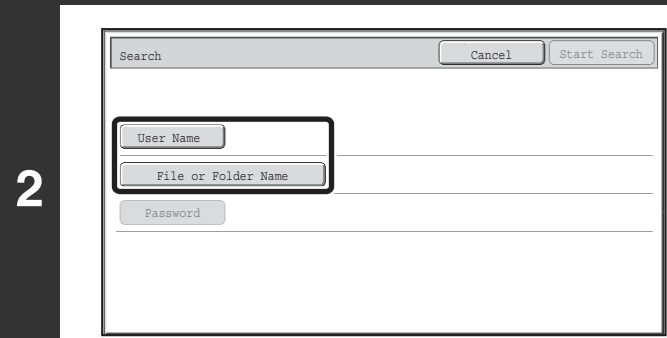 Search
Cancel
Start Search
User Name
File or Folder Name
Password
2